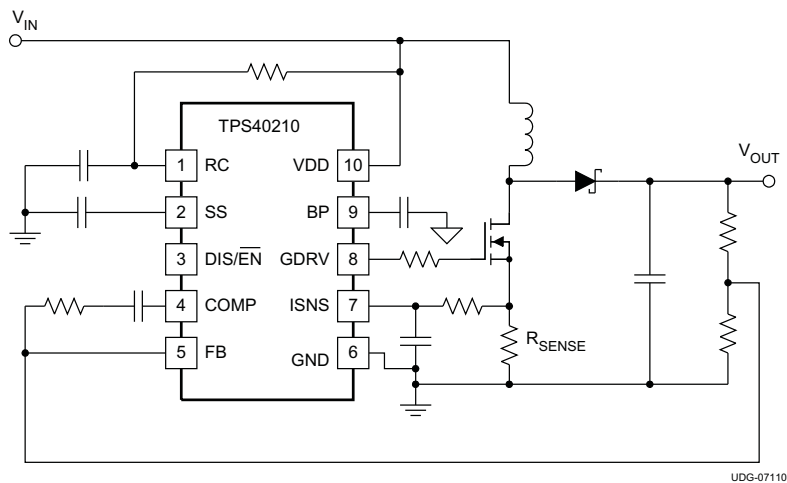 V_IN
TPS40210
1 RC VDD 10
V_OUT
2 SS BP 9
3 DIS/EN GDRV 8
4 COMP ISNS 7
R_SENSE
5 FB GND 6
UDG-07110